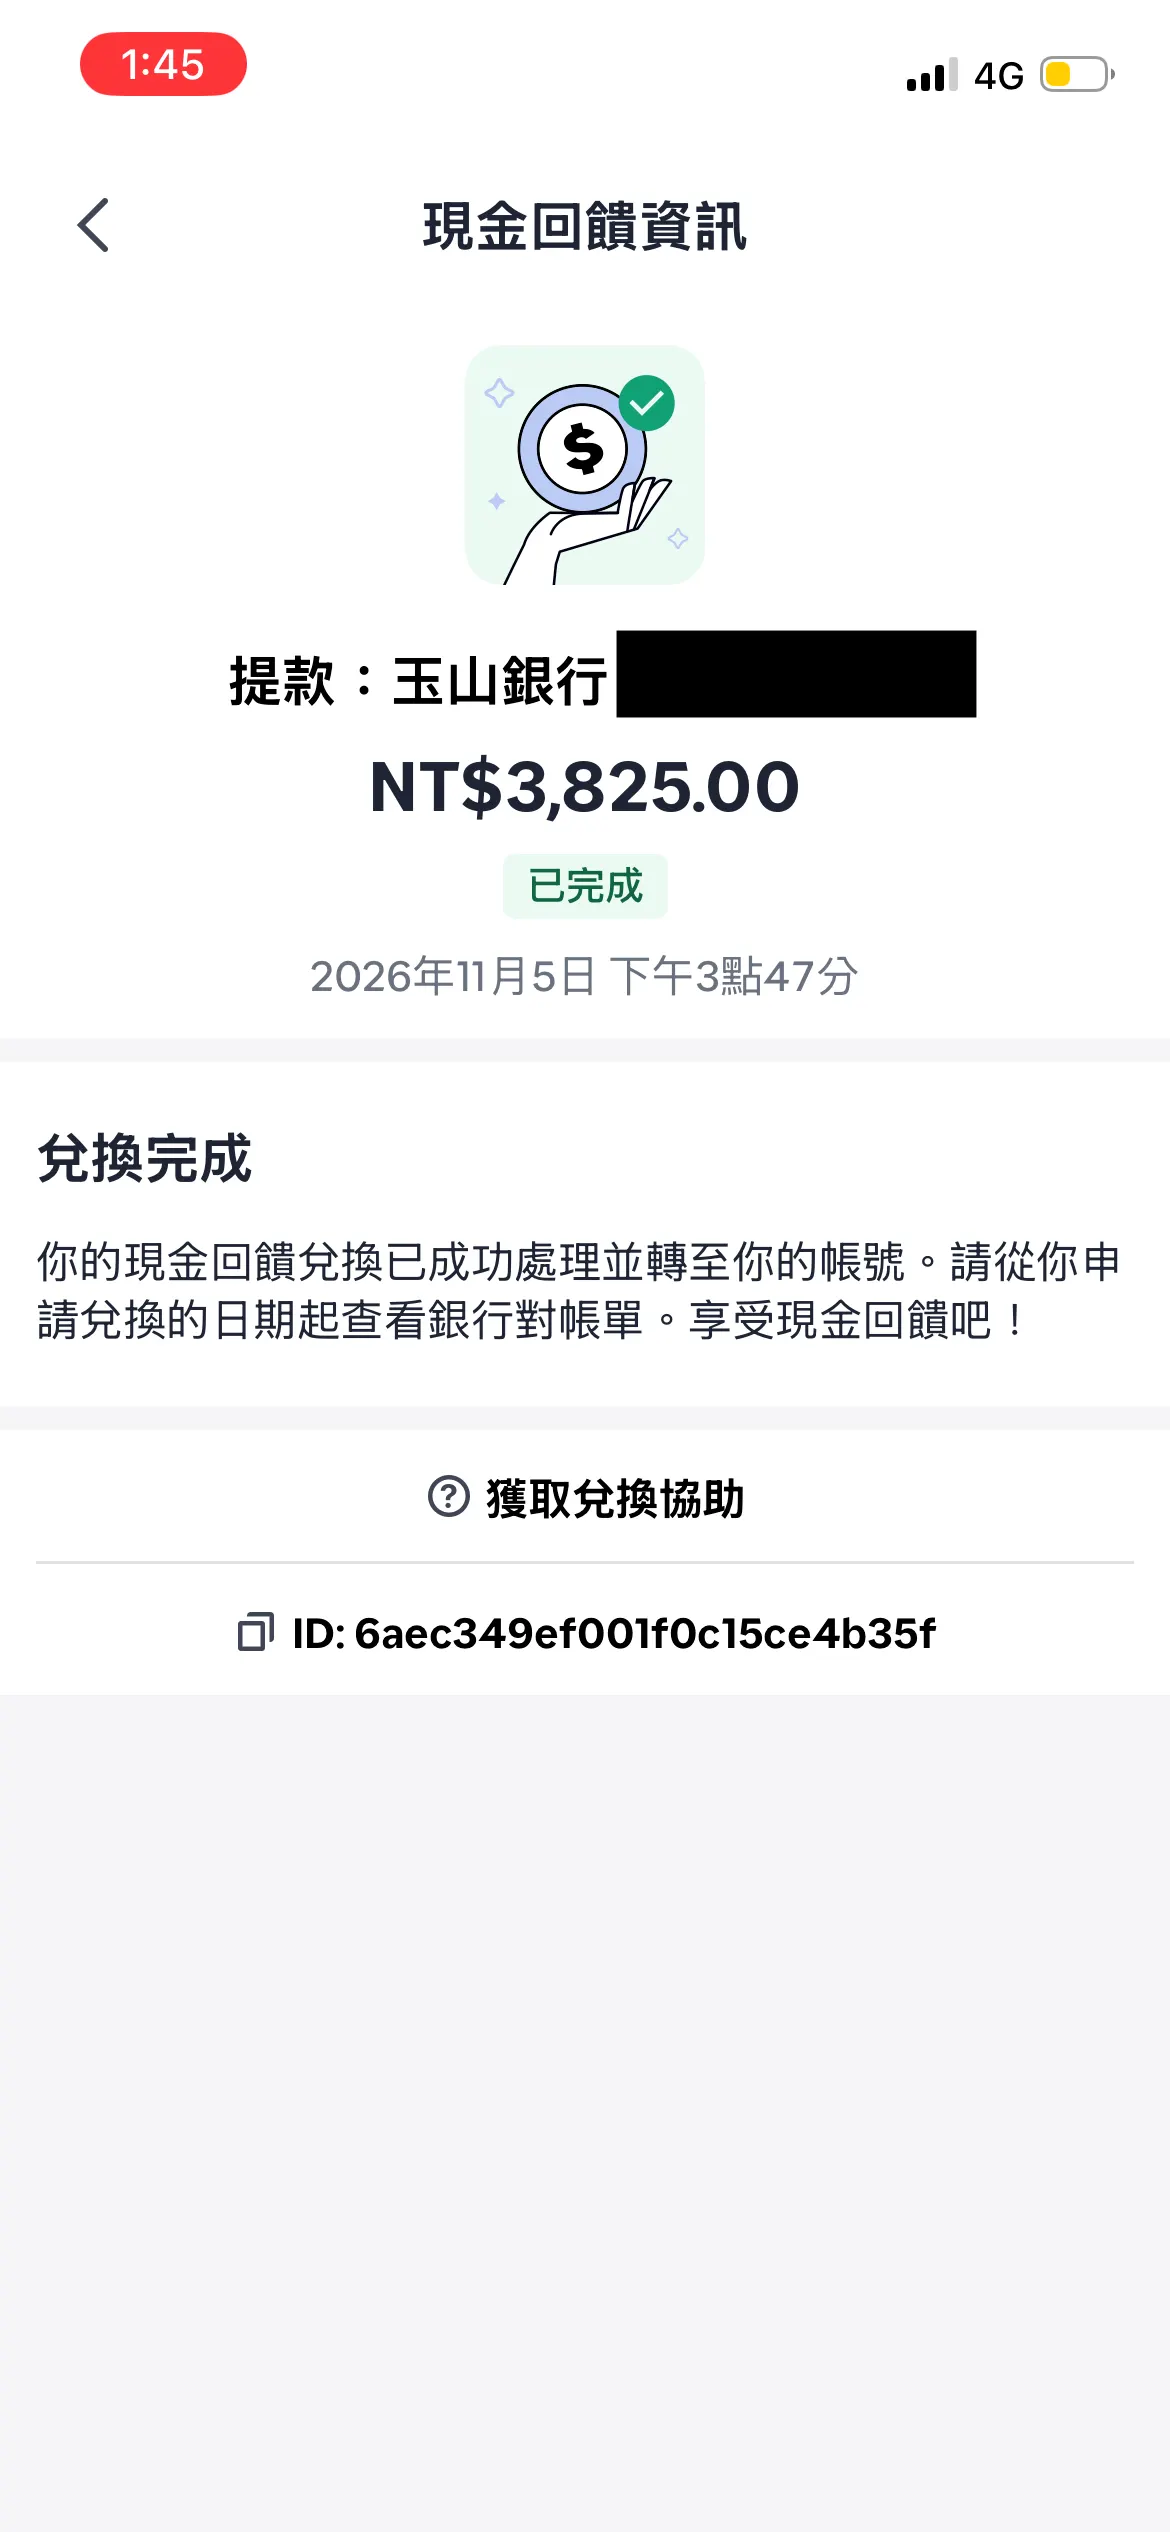 1:45
4G
現金回饋資訊
$
提款：玉山銀行
NT$3,825.00
已完成
2026年11月5日 下午3點47分
兌換完成
你的現金回饋兌換已成功處理並轉至你的帳號。請從你申
請兌換的日期起查看銀行對帳單。享受現金回饋吧！
獲取兌換協助
ID: 6aec349ef001f0c15ce4b35f